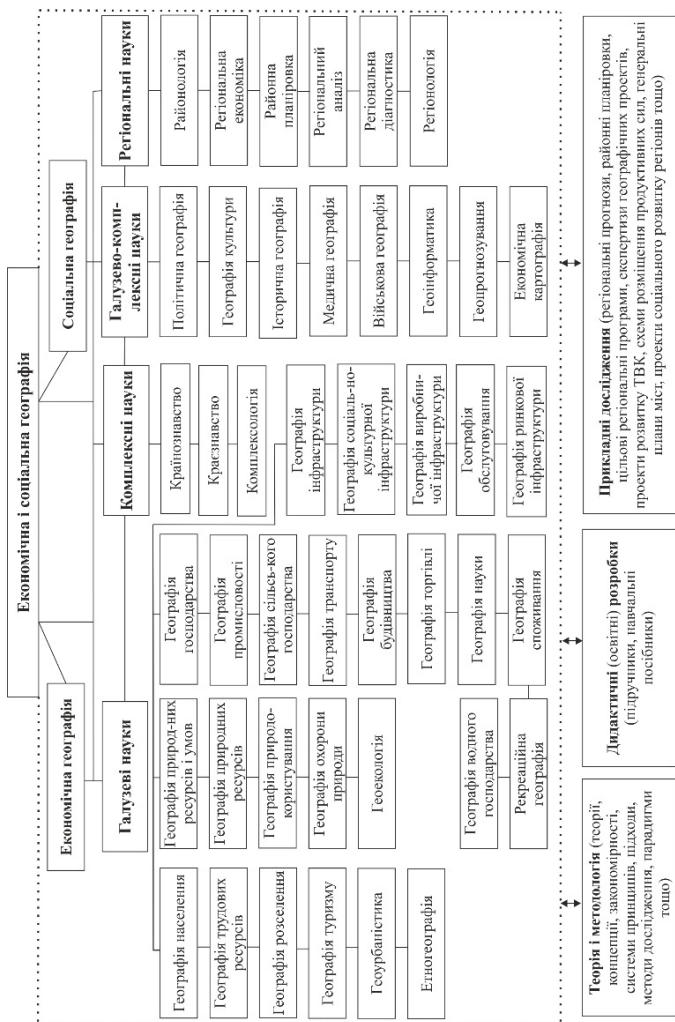 Економічна і соціальна географія
Економічна географія
Соціальна географія
Галузеві науки
Комплексні науки
Галузево-комп-
лексні науки
Регіональні науки
Географія населення
Географія трудових
ресурсів
Географія розселення
Географія туризму
Геоурбаністика
Етногеографія
Географія природ-них
ресурсів і умов
Географія природних
ресурсів
Географія природо-
користування
Географія охорони
природи
Геоекологія
Географія водного
господарства
Рекреаційна
географія
Географія
господарства
Географія
промисловості
Географія сільсь-кого
господарства
Географія транспорту
Географія
будівництва
Географія торгівлі
Географія науки
Географія
споживання
Країнознавство
Краєзнавство
Комплексологія
Географія
інфраструктури
Географія соціаль-но-
культурної
інфраструктури
Географія виробни-
чої інфраструктури
Географія
обслуговування
Географія ринкової
інфраструктури
Політична географія
Географія культури
Історична географія
Медична географія
Військова географія
Геоінформатика
Геопрогнозування
Економічна
картографія
Районологія
Регіональна
економіка
Районна
планіровка
Регіональний
аналіз
Регіональна
діагностика
Регіонологія
Теорія і методологія (теорії,
концепції, закономірності,
системи принципів, підходи,
методи дослідження, парадигми
тощо)
Дидактичні (освітні) розробки
(підручники, навчальні
посібники)
Прикладні дослідження (регіональні прогнози, районні планіровки,
цільові регіональні програми, експертизи географічних проєктів,
проекти розвитку ТВК, схеми розміщення продуктивних сил, генеральні
плани міст, проекти соціального розвитку регіонів тощо)